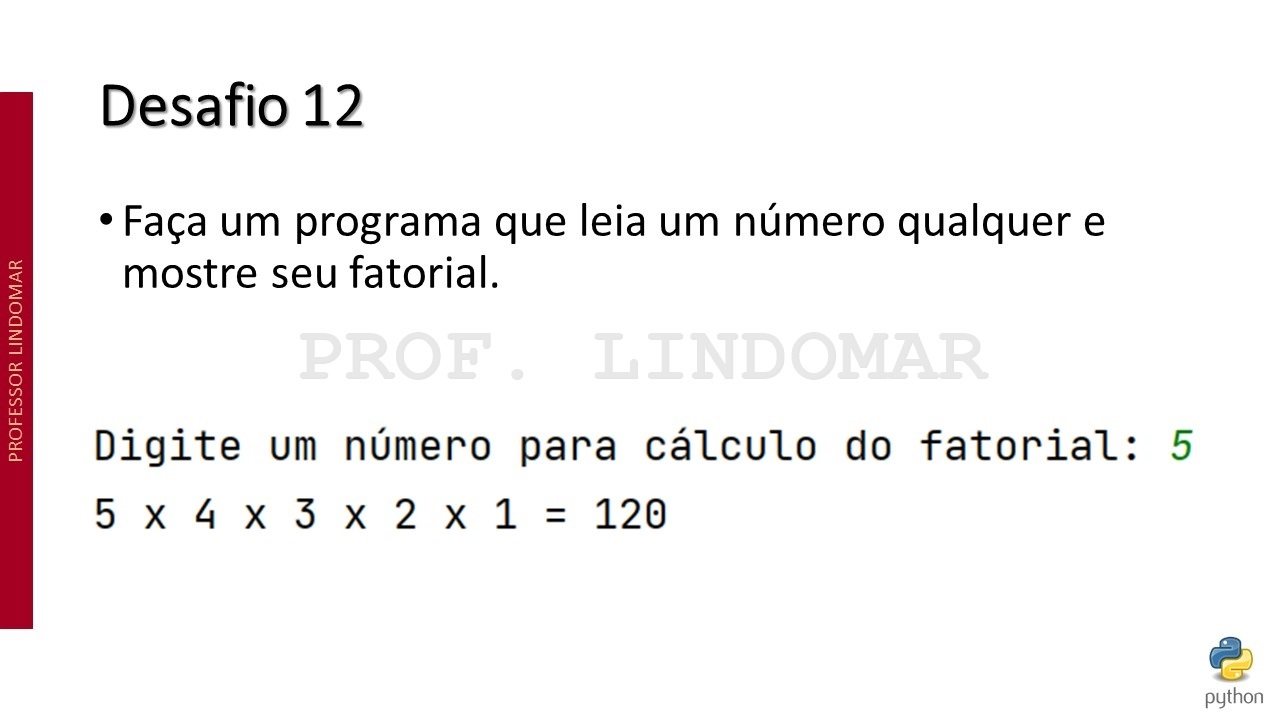 Desafio 12
• Faça um programa que leia um número qualquer e
mostre seu fatorial.
PROF. LINDOMAR
Digite um número para cálculo do fatorial: 5
5 x 4 x 3 x 2 x 1 = 120
PROFESSOR LINDOMAR
python